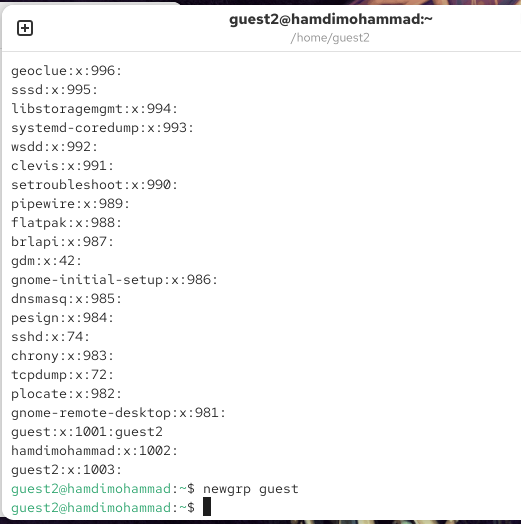 guest2@hamdimohammad:~
/home/guest2
geoclue:x:996:
sssd:x:995:
libstoragemgmt:x:994:
systemd-coredump:x:993:
wsdd:x:992:
clevis:x:991:
setroubleshoot:x:990:
pipewire:x:989:
flatpak:x:988:
brlapi:x:987:
gdm:x:42:
gnome-initial-setup:x:986:
dnsmasq:x:985:
pesign:x:984:
sshd:x:74:
chrony:x:983:
tcpdump:x:72:
plocate:x:982:
gnome-remote-desktop:x:981:
guest:x:1001:guest2
hamdimohammad:x:1002:
guest2:x:1003:
guest2@hamdimohammad:~$ newgrp guest
guest2@hamdimohammad:~$